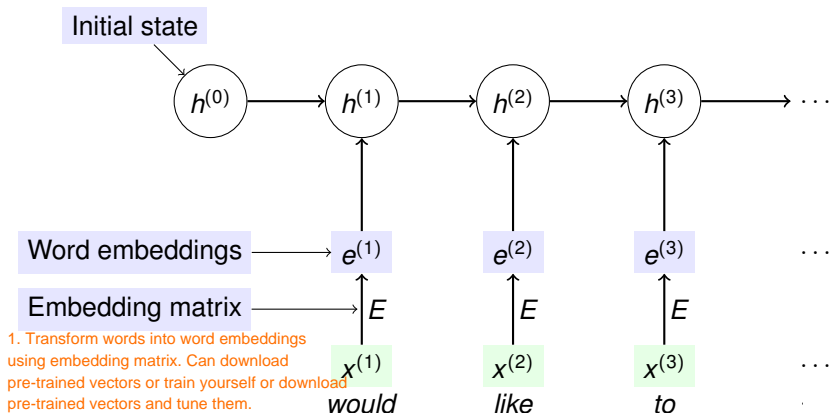 Initial state
h(0) h(1) h(2) h(3) ...
Word embeddings e(1) e(2) e(3) ...
Embedding matrix E E E
1. Transform words into word embeddings
using embedding matrix. Can download
pre-trained vectors or train yourself or download
pre-trained vectors and tune them.
x(1) x(2) x(3) ...
would like to